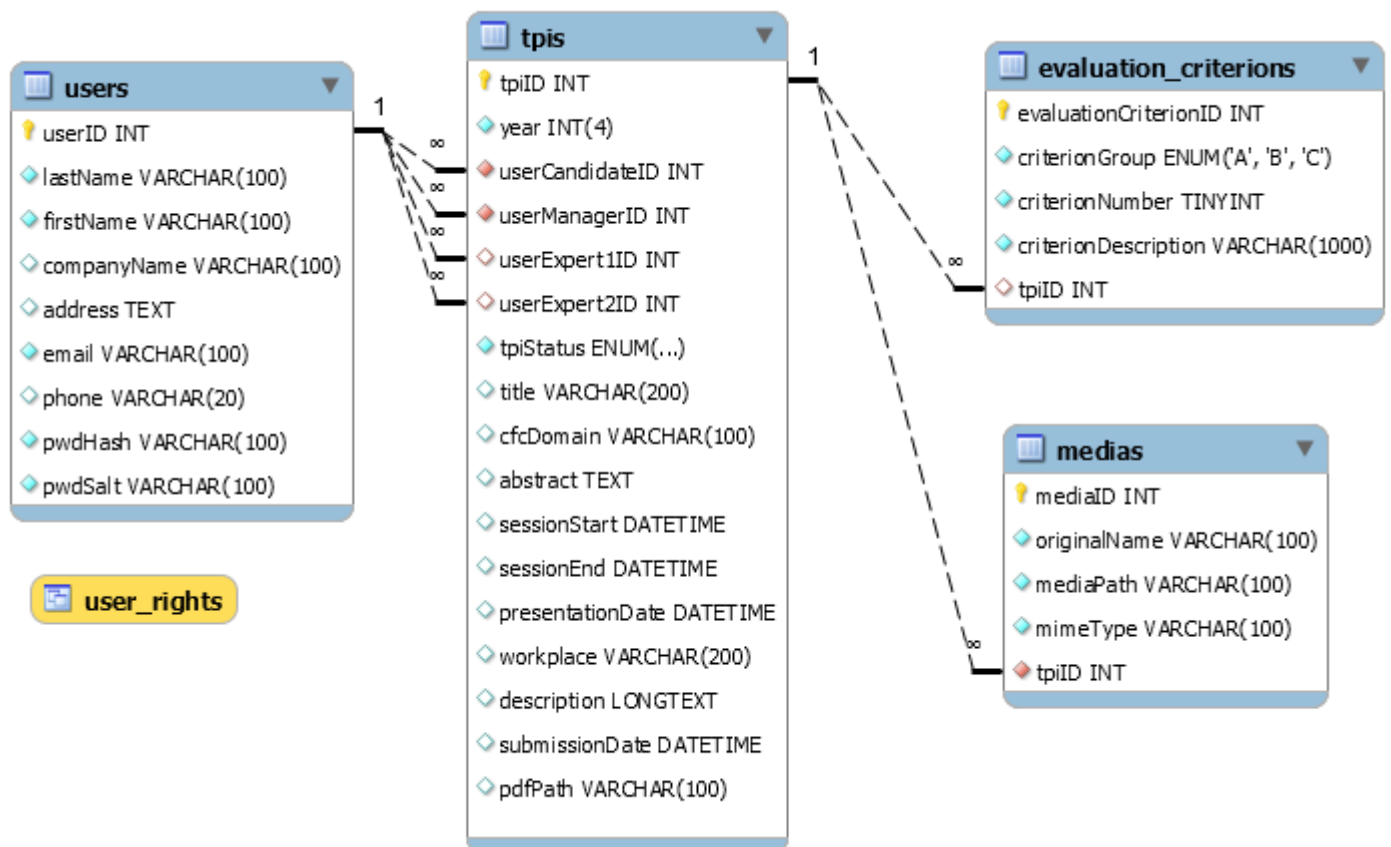 users
userID INT
lastName VARCHAR(100)
firstName VARCHAR(100)
companyName VARCHAR(100)
address TEXT
email VARCHAR(100)
phone VARCHAR(20)
pwdHash VARCHAR(100)
pwdSalt VARCHAR(100)
user_rights
1
∞
∞
∞
∞
tpis
tpiID INT
year INT(4)
userCandidateID INT
userManagerID INT
userExpert1ID INT
userExpert2ID INT
tpiStatus ENUM(...)
title VARCHAR(200)
cfcDomain VARCHAR(100)
abstract TEXT
sessionStart DATETIME
sessionEnd DATETIME
presentationDate DATETIME
workplace VARCHAR(200)
description LONGTEXT
submissionDate DATETIME
pdfPath VARCHAR(100)
1
∞
∞
evaluation_criterions
evaluationCriterionID INT
criterionGroup ENUM('A', 'B', 'C')
criterionNumber TINYINT
criterionDescription VARCHAR(1000)
tpiID INT
medias
mediaID INT
originalName VARCHAR(100)
mediaPath VARCHAR(100)
mimeType VARCHAR(100)
tpiID INT